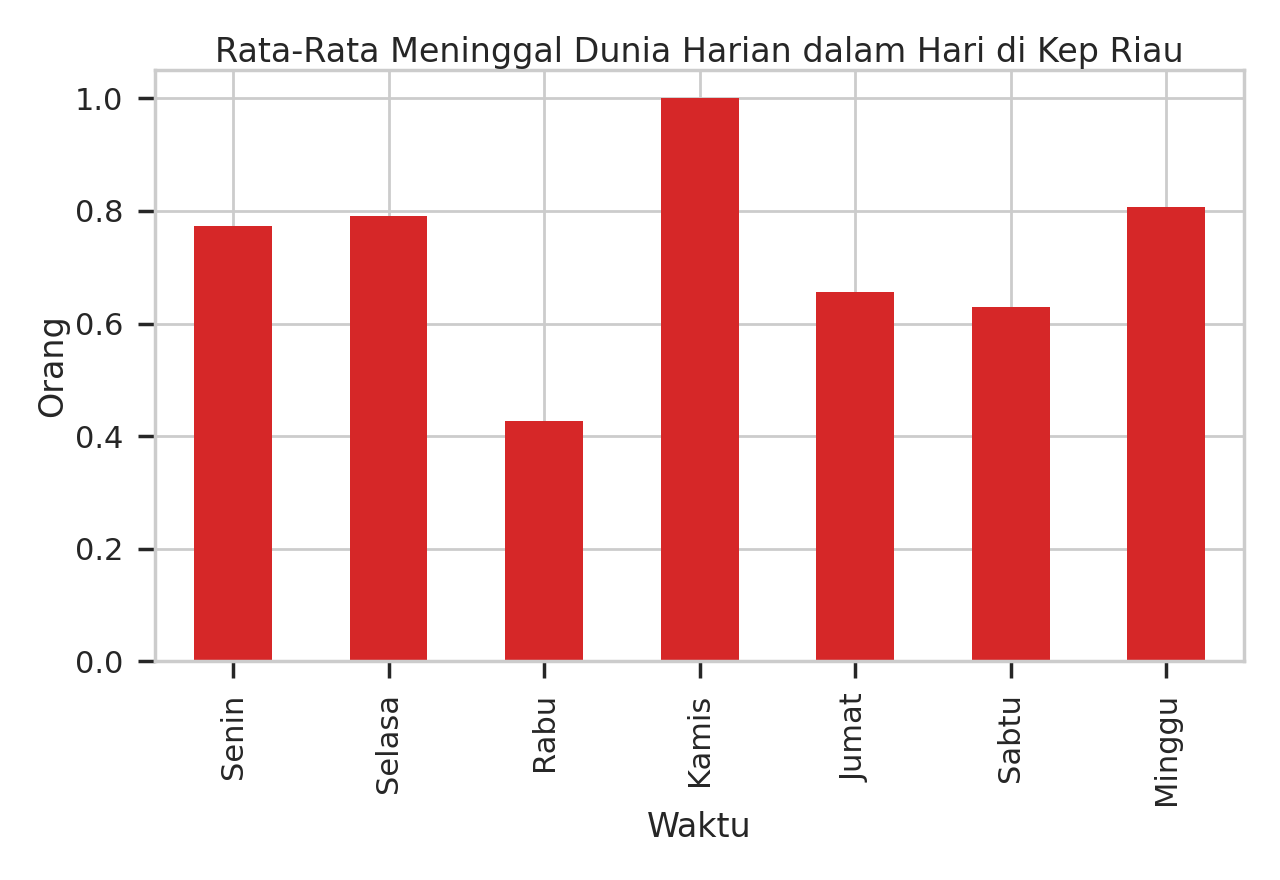 Rata-Rata Meninggal Dunia Harian dalam Hari di Kep Riau
Orang
1.0
0.8
0.6
0.4
0.2
0.0
Senin
Selasa
Rabu
Kamis
Jumat
Sabtu
Minggu
Waktu